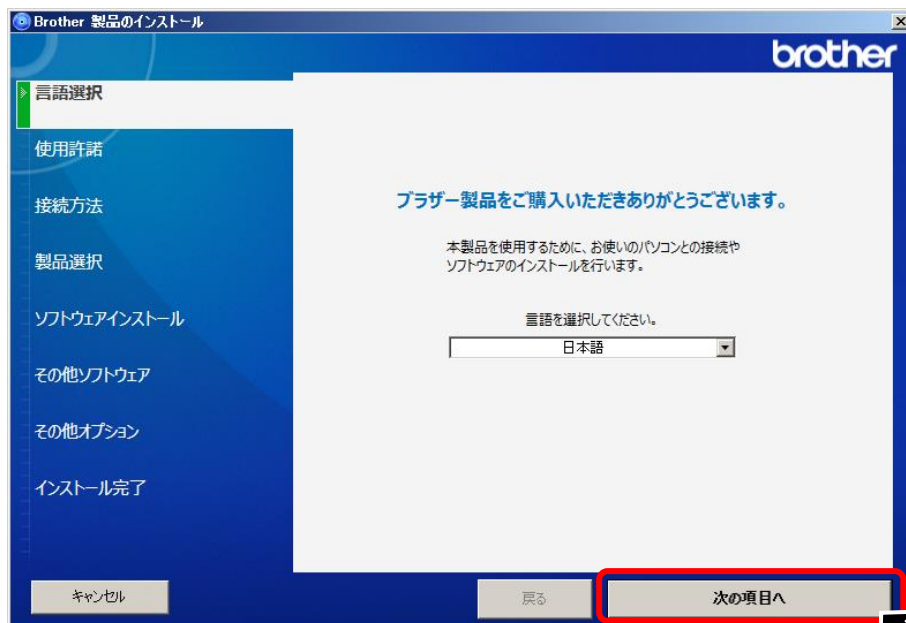 Brother 製品のインストール
brother
言語選択
使用許諾
接続方法
製品選択
ソフトウェアインストール
その他ソフトウェア
その他オプション
インストール完了
ブラザー製品をご購入いただきありがとうございます。
本製品を使用するために、お使いのパソコンとの接続や
ソフトウェアのインストールを行います。
言語を選択してください。
日本語
キャンセル
戻る
次の項目へ